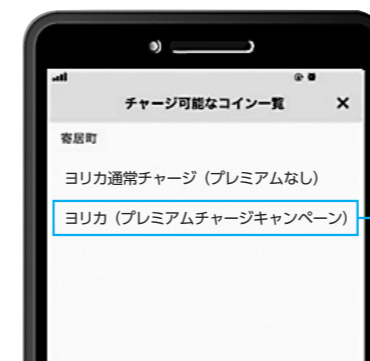 チャージ可能なコイン一覧 ×
寄居町
ヨリカ通常チャージ（プレミアムなし）
ヨリカ（プレミアムチャージキャンペーン）